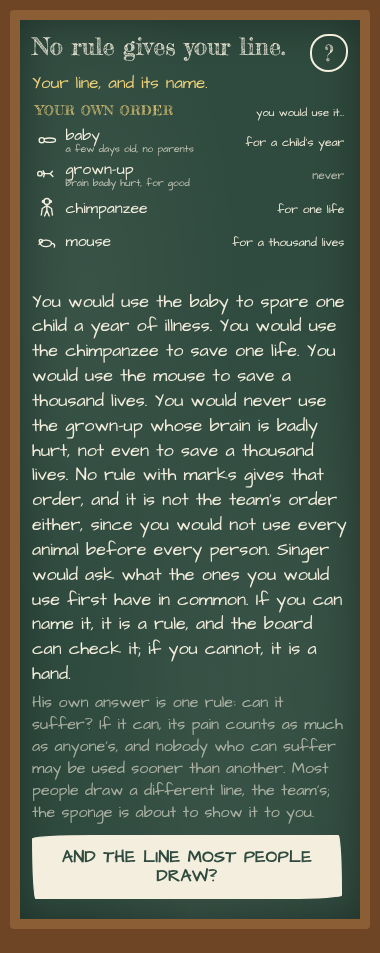 No rule gives your line.
?
Your line, and its name.
YOUR OWN ORDER
you would use it..
baby
a few days old, no parents
for a child's year
grown-up
brain badly hurt, for good
never
chimpanzee
for one life
mouse
for a thousand lives
You would use the baby to spare one
child a year of illness. You would use
the chimpanzee to save one life. You
would use the mouse to save a
thousand lives. You would never use
the grown-up whose brain is badly
hurt, not even to save a thousand
lives. No rule with marks gives that
order, and it is not the team's order
either, since you would not use every
animal before every person. Singer
would ask what the ones you would
use first have in common. If you can
name it, it is a rule, and the board
can check it; if you cannot, it is a
hand.
His own answer is one rule: can it
suffer? If it can, its pain counts as much
as anyone's, and nobody who can suffer
may be used sooner than another. Most
people draw a different line, the team's;
the sponge is about to show it to you.
AND THE LINE MOST PEOPLE
DRAW?